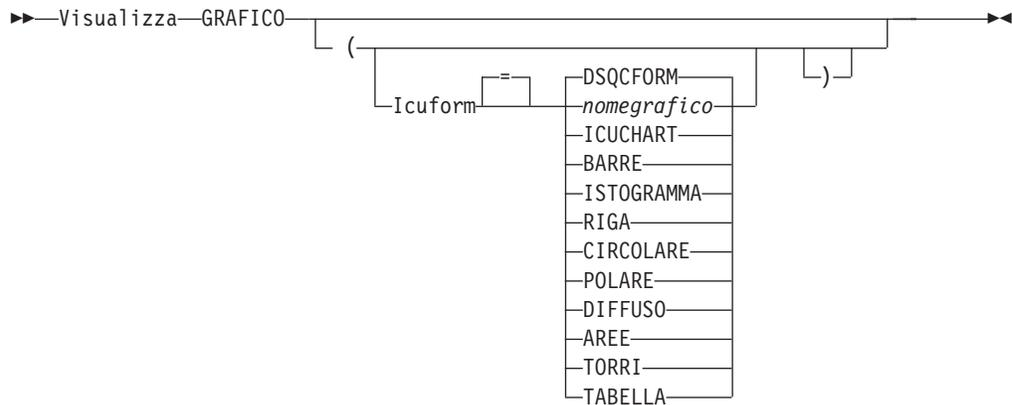 Visualizza GRAFICO
(
Icuform = DSQCFORM )
nomegrafico
ICUCHART
BARRE
ISTOGRAMMA
RIGA
CIRCOLARE
POLARE
DIFFUSO
AREE
TORRI
TABELLA